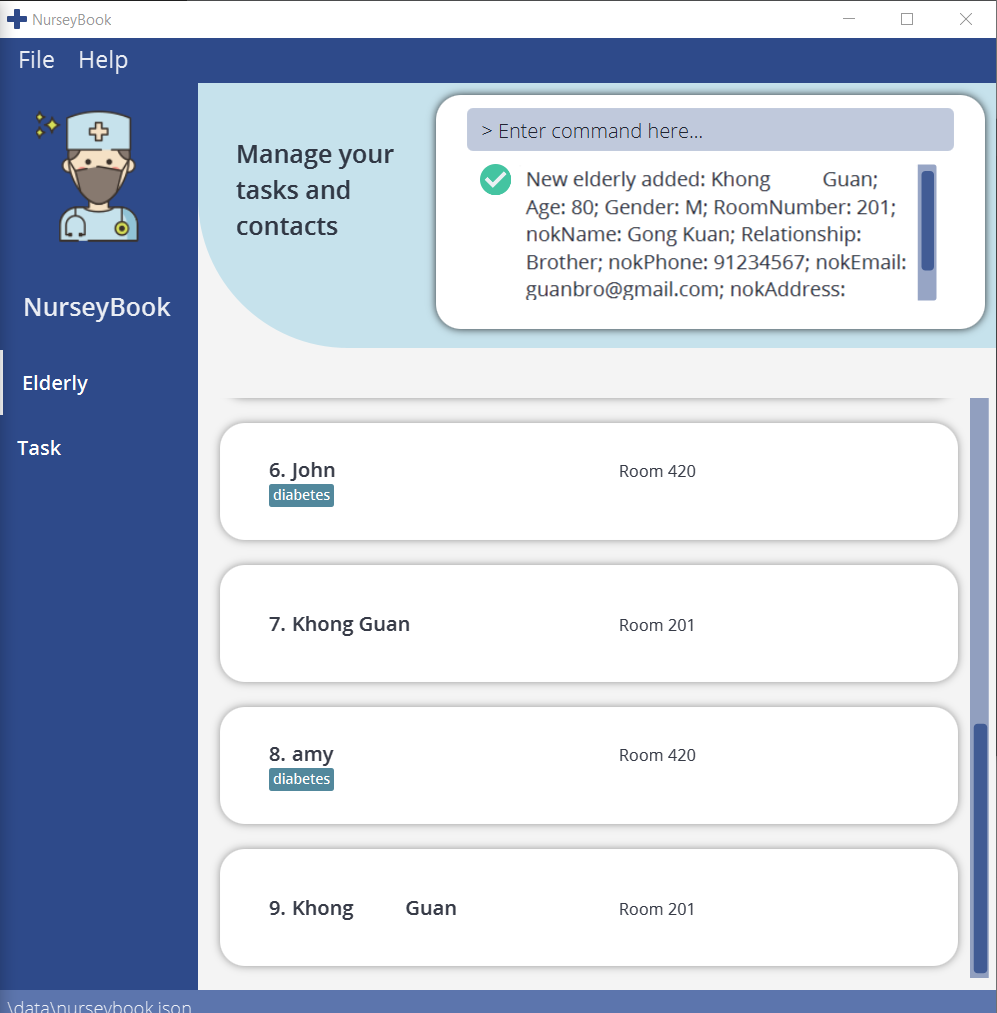 NurseyBook
File Help
Manage your
tasks and
contacts
> Enter command here...
New elderly added: Khong          Guan;
Age: 80; Gender: M; RoomNumber: 201;
nokName: Gong Kuan; Relationship:
Brother; nokPhone: 91234567; nokEmail:
guanbro@gmail.com; nokAddress:
NurseyBook
Elderly
Task
6. John Room 420
diabetes
7. Khong Guan Room 201
8. amy Room 420
diabetes
9. Khong          Guan Room 201
\data\nurseybook.json